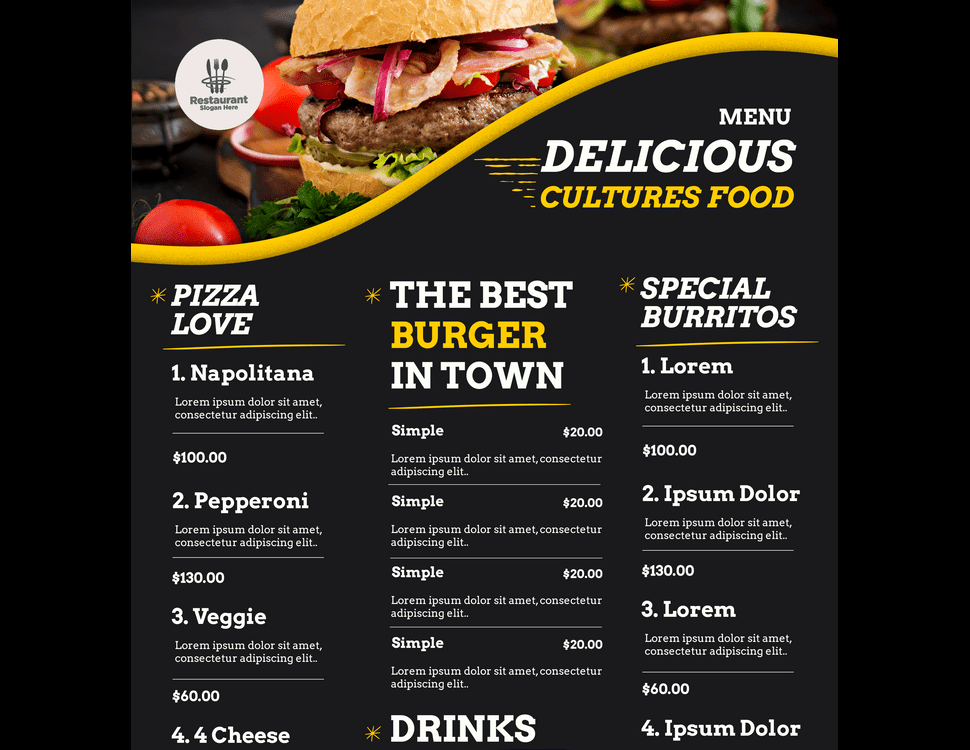 Restaurant
Slogan Here
MENU
DELICIOUS
CULTURES FOOD
PIZZA
LOVE
1. Napolitana
Lorem ipsum dolor sit amet,
consectetur adipiscing elit..
$100.00
2. Pepperoni
Lorem ipsum dolor sit amet,
consectetur adipiscing elit..
$130.00
3. Veggie
Lorem ipsum dolor sit amet,
consectetur adipiscing elit..
$60.00
4. 4 Cheese
THE BEST
BURGER
IN TOWN
Simple $20.00
Lorem ipsum dolor sit amet, consectetur
adipiscing elit..
Simple $20.00
Lorem ipsum dolor sit amet, consectetur
adipiscing elit..
Simple $20.00
Lorem ipsum dolor sit amet, consectetur
adipiscing elit..
Simple $20.00
Lorem ipsum dolor sit amet, consectetur
adipiscing elit..
DRINKS
SPECIAL
BURRITOS
1. Lorem
Lorem ipsum dolor sit amet,
consectetur adipiscing elit..
$100.00
2. Ipsum Dolor
Lorem ipsum dolor sit amet,
consectetur adipiscing elit..
$130.00
3. Lorem
Lorem ipsum dolor sit amet,
consectetur adipiscing elit..
$60.00
4. Ipsum Dolor